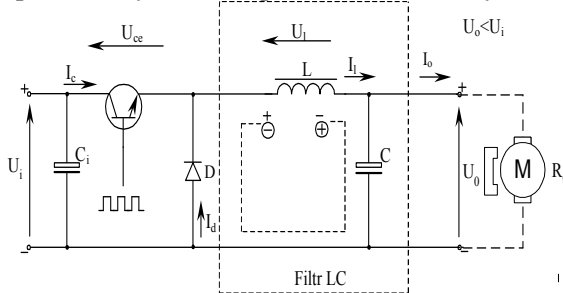 U_ce
U_l
U_o<U_i
I_c
L
I_l
I_o
+
+
+
−
−
+
U_i
C_i
D
C
U_0
M
R
I_d
−
−
Filtr LC